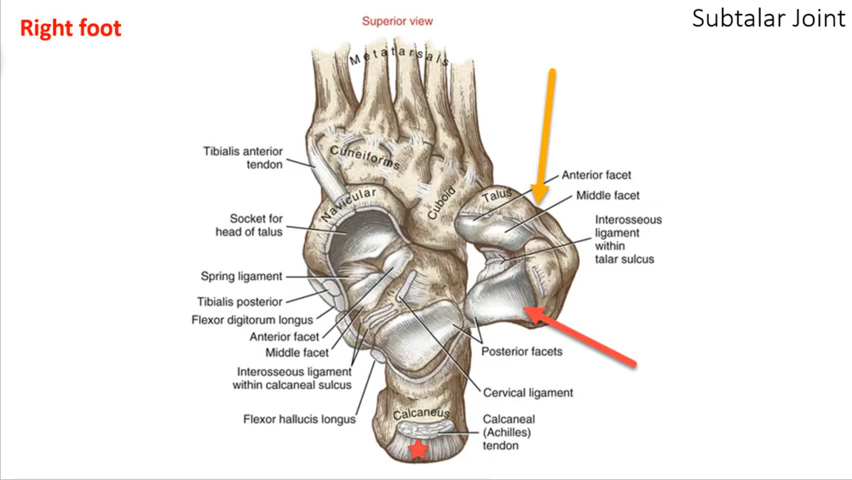 Right foot
Superior view
Subtalar Joint
Metatarsals
Tibialis anterior
tendon
Cuneiforms
Navicular
Cuboid
Talus
Anterior facet
Middle facet
Interosseous
ligament
within
talar sulcus
Socket for
head of talus
Spring ligament
Tibialis posterior
Flexor digitorum longus
Anterior facet
Middle facet
Interosseous ligament
within calcaneal sulcus
Flexor hallucis longus
Posterior facets
Cervical ligament
Calcaneus
Calcaneal
(Achilles)
tendon